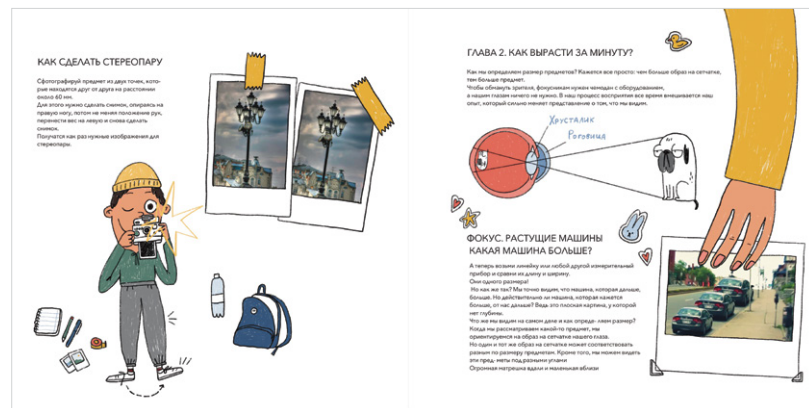 КАК СДЕЛАТЬ СТЕРЕОПАРУ
Сфотографируй предмет из двух точек, кото-
рые находятся друг от друга на расстоянии
около 60 мм.
Для этого нужно сделать снимок, опираясь на
правую ногу, потом не меняя положение рук,
перенести вес на левую и снова сделать
снимок.
Получатся как раз нужные изображения для
стереопары.
ГЛАВА 2. КАК ВЫРАСТИ ЗА МИНУТУ?
Как мы определяем размер предметов? Кажется все просто: чем больше образ на сетчатке,
тем больше предмет.
Чтобы обмануть зрителя, фокусникам нужен чемодан с оборудованием,
а нашим глазам ничего не нужно. В наш процесс восприятия все время вмешивается наш
опыт, который сильно меняет представление о том, что мы видим.
Хрусталик
Роговица
ФОКУС. РАСТУЩИЕ МАШИНЫ
КАКАЯ МАШИНА БОЛЬШЕ?
А теперь возьми линейку или любой другой измерительный
прибор и сравни их длину и ширину.
Они одного размера!
Но как же так? Мы точно видим, что машина, которая дальше,
больше. Но действительно ли машина, которая кажется
больше, от нас дальше? Ведь это плоская картина, у которой
нет глубины.
Что же мы видим на самом деле и как опреде- ляем размер?
Когда мы рассматриваем какой-то предмет, мы
ориентируемся на образ на сетчатке нашего глаза.
Но один и тот же образ на сетчатке может соответствовать
разным по размеру предметам. Кроме того, мы можем видеть
эти пред- меты под разными углами
Огромная матрешка вдали и маленькая вблизи